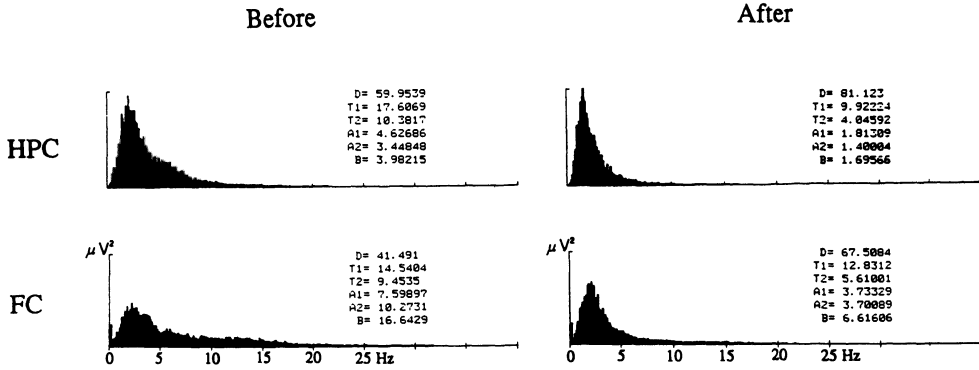 Before
After
HPC
D= 59.9539
T1= 17.6069
T2= 10.3817
A1= 4.62686
A2= 3.44848
B= 3.98215
D= 81.123
T1= 9.92224
T2= 4.04592
A1= 1.81309
A2= 1.40004
B= 1.69566
FC
μV²
D= 41.491
T1= 14.5404
T2= 9.4535
A1= 7.59897
A2= 10.2731
B= 16.6429
0 5 10 15 20 25 Hz
μV²
D= 67.5084
T1= 12.8312
T2= 5.61001
A1= 3.73329
A2= 3.70089
B= 6.61606
0 5 10 15 20 25 Hz